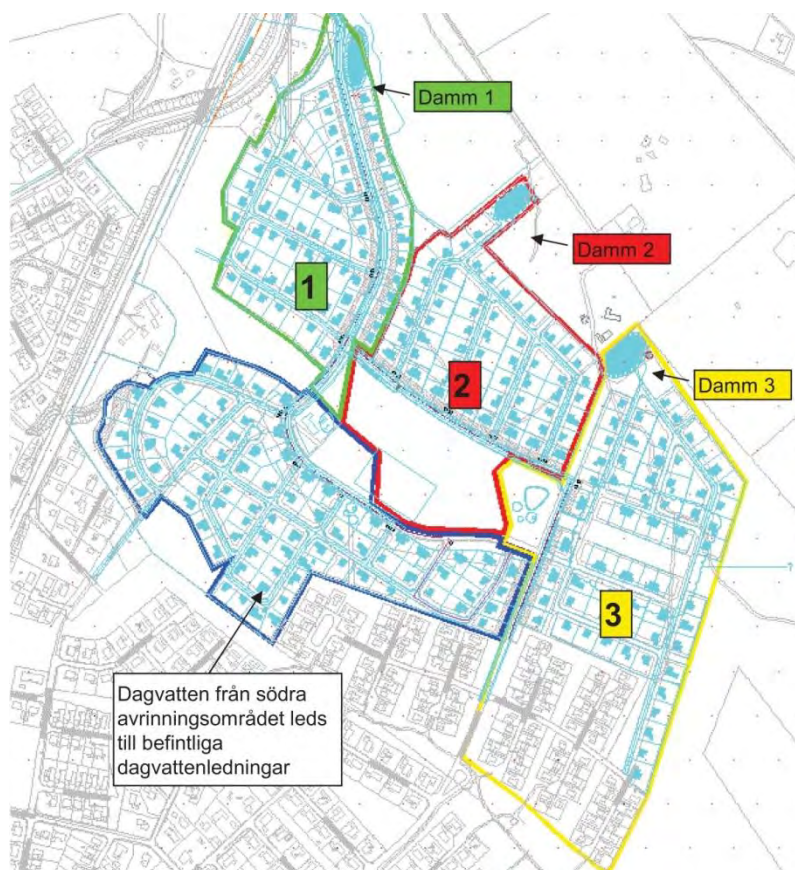 Damm 1
Damm 2
1
2
Damm 3
3
Dagvatten från södra
avrinningsområdet leds
till befintliga
dagvattenledningar
?